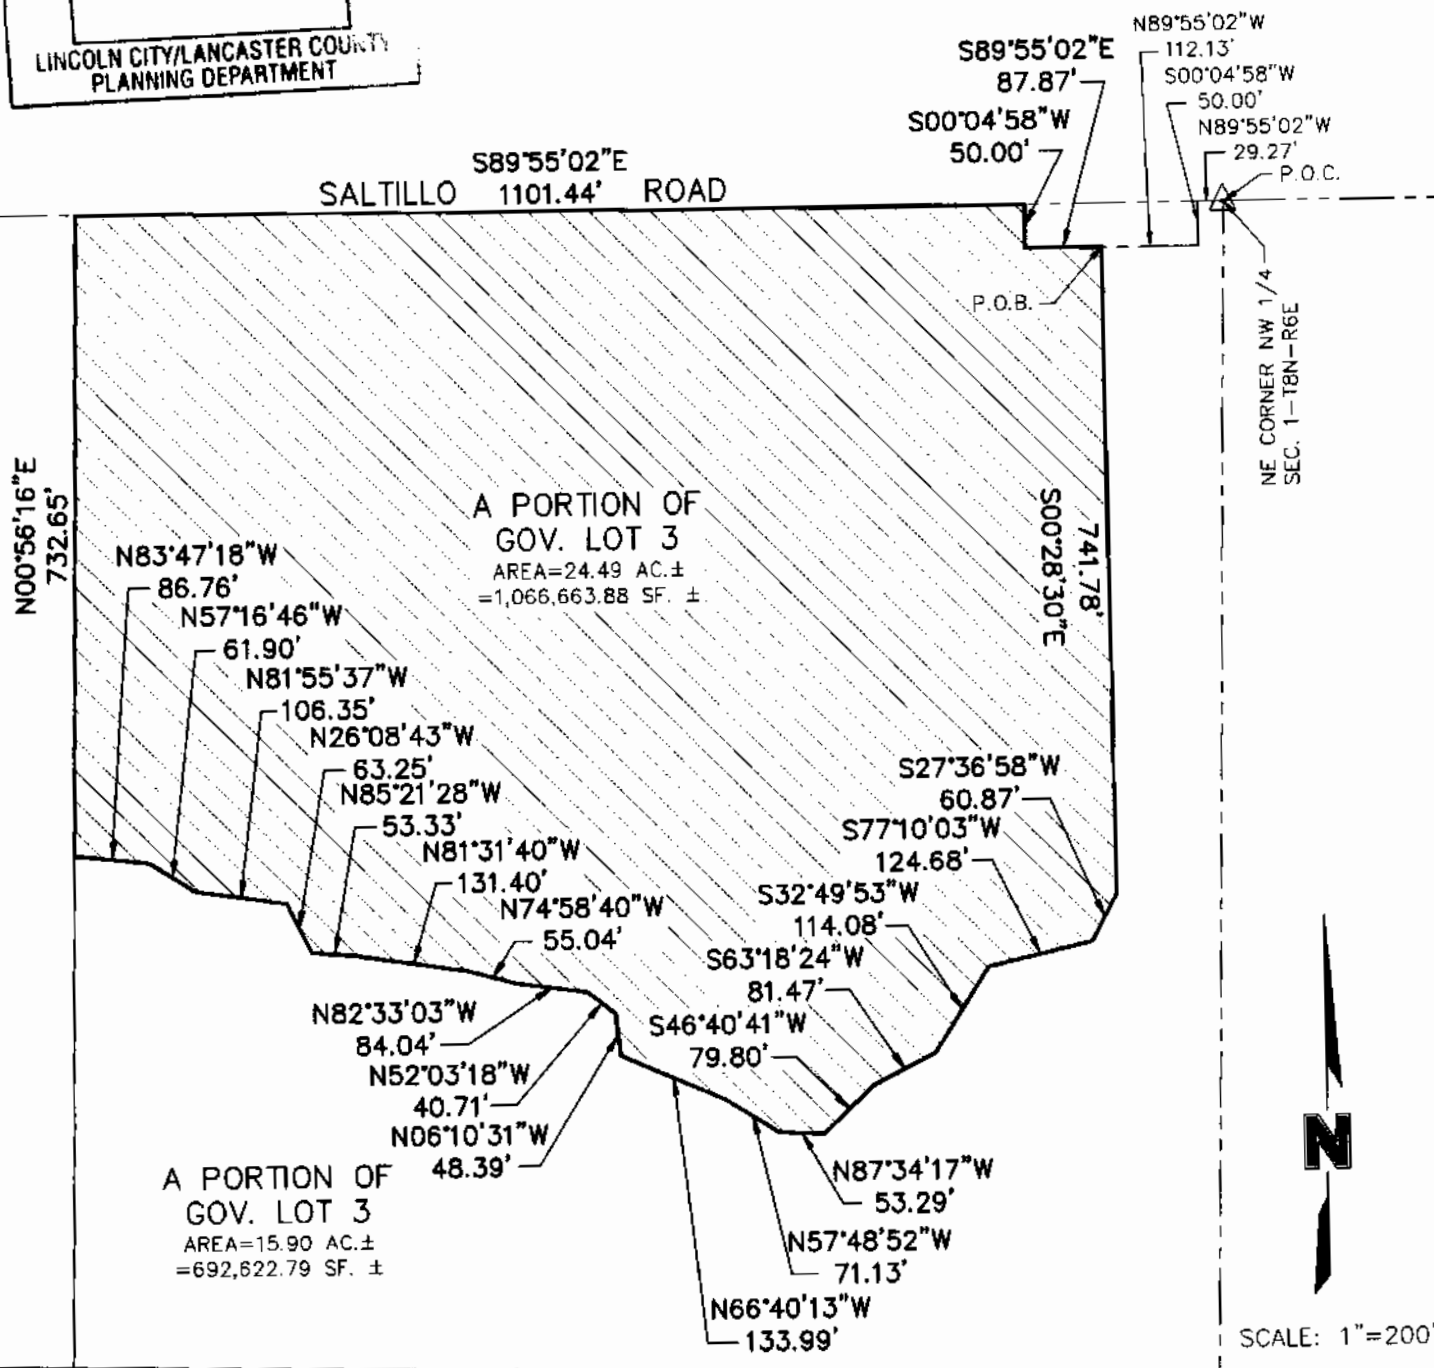 LINCOLN CITY/LANCASTER COUNTY
PLANNING DEPARTMENT
S89°55'02"E
87.87'
S00°04'58"W
50.00'
N89°55'02"W
112.13'
S00°04'58"W
50.00'
N89°55'02"W
29.27'
P.O.C.
S89°55'02"E
SALTILLO 1101.44' ROAD
P.O.B.
NE CORNER NW 1/4
SEC. 1-T8N-R6E
N00°56'16"E
732.65'
A PORTION OF
GOV. LOT 3
AREA=24.49 AC.±
=1,066,663.88 SF. ±
741.78'
S00°28'30"E
N83°47'18"W
86.76'
N57°16'46"W
61.90'
N81°55'37"W
106.35'
N26°08'43"W
63.25'
N85°21'28"W
53.33'
N81°31'40"W
131.40'
N74°58'40"W
55.04'
S27°36'58"W
60.87'
S77°10'03"W
124.68'
S32°49'53"W
114.08'
S63°18'24"W
81.47'
S46°40'41"W
79.80'
N82°33'03"W
84.04'
N52°03'18"W
40.71'
N06°10'31"W
48.39'
N87°34'17"W
53.29'
N57°48'52"W
71.13'
N66°40'13"W
133.99'
A PORTION OF
GOV. LOT 3
AREA=15.90 AC.±
=692,622.79 SF. ±
N
SCALE: 1"=200'